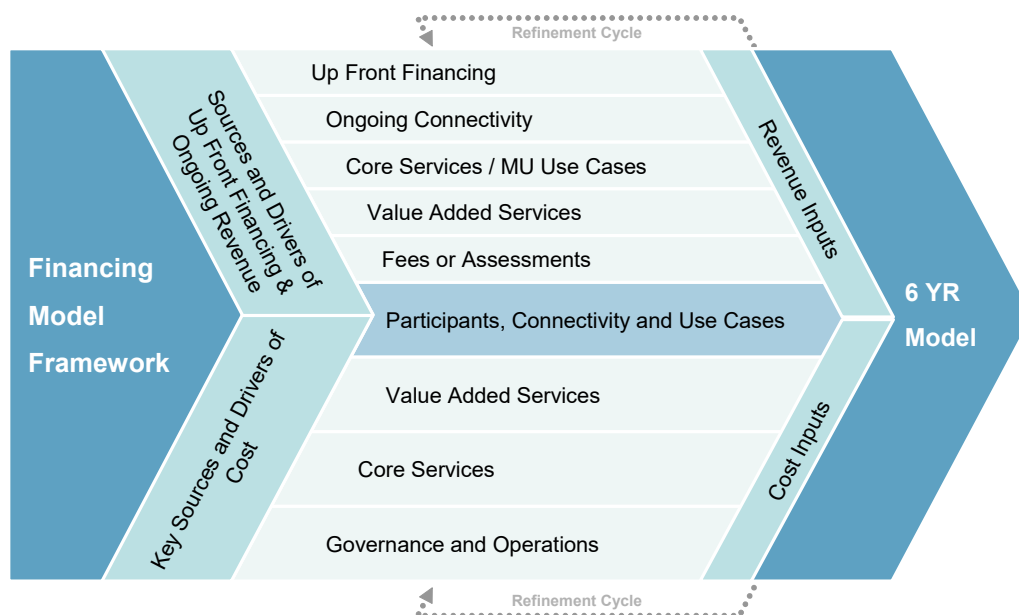 Refinement Cycle
Up Front Financing
Ongoing Connectivity
Core Services / MU Use Cases
Value Added Services
Fees or Assessments
Participants, Connectivity and Use Cases
Value Added Services
Core Services
Governance and Operations
Sources and Drivers of
Up Front Financing &
Ongoing Revenue
Key Sources and Drivers of
Cost
Revenue Inputs
Cost Inputs
Financing
Model
Framework
6 YR
Model
Refinement Cycle